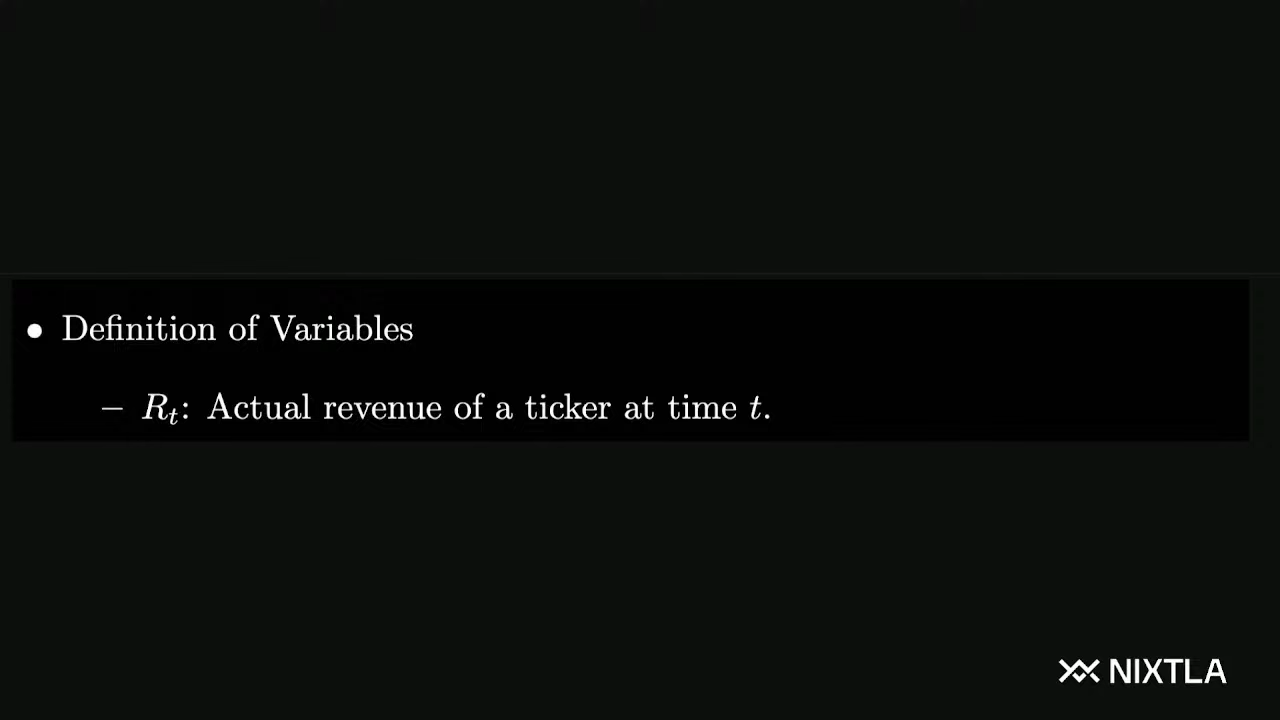 • Definition of Variables
– Rₜ: Actual revenue of a ticker at time t.
NIXTLA